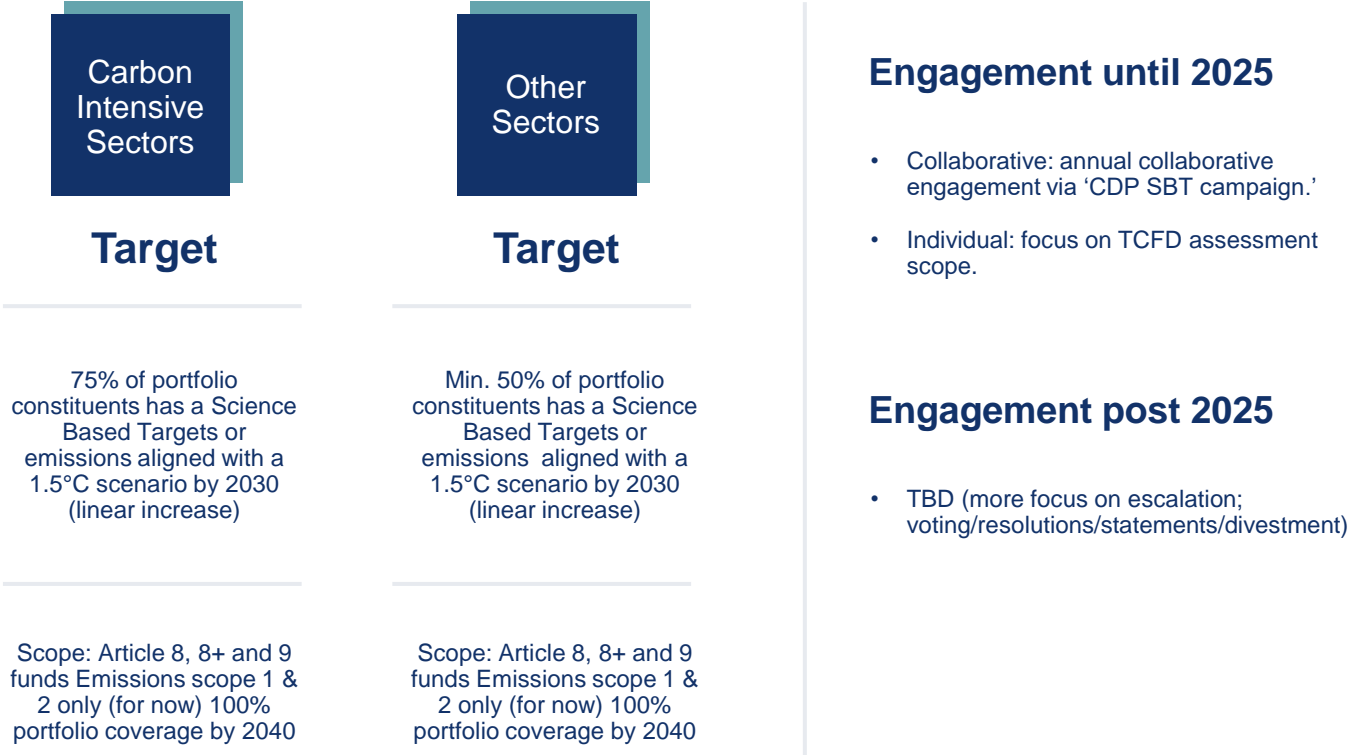 Carbon
Intensive
Sectors
Target
75% of portfolio
constituents has a Science
Based Targets or
emissions aligned with a
1.5°C scenario by 2030
(linear increase)
Scope: Article 8, 8+ and 9
funds Emissions scope 1 &
2 only (for now) 100%
portfolio coverage by 2040
Other
Sectors
Target
Min. 50% of portfolio
constituents has a Science
Based Targets or
emissions aligned with a
1.5°C scenario by 2030
(linear increase)
Scope: Article 8, 8+ and 9
funds Emissions scope 1 &
2 only (for now) 100%
portfolio coverage by 2040
Engagement until 2025
• Collaborative: annual collaborative
engagement via ‘CDP SBT campaign.’
• Individual: focus on TCFD assessment
scope.
Engagement post 2025
• TBD (more focus on escalation;
voting/resolutions/statements/divestment)